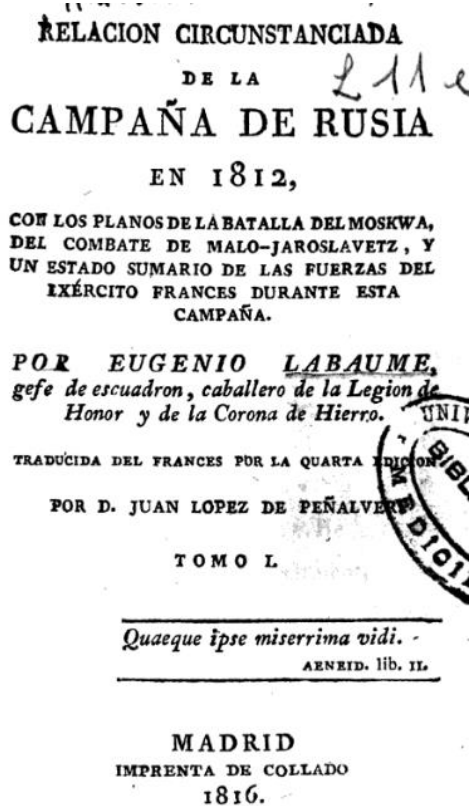 RELACION CIRCUNSTANCIADA
DE LA
CAMPAÑA DE RUSIA
EN 1812,
CON LOS PLANOS DE LA BATALLA DEL MOSKWA,
DEL COMBATE DE MALO-JAROSLAVETZ, Y
UN ESTADO SUMARIO DE LAS FUERZAS DEL
EXÉRCITO FRANCES DURANTE ESTA
CAMPAÑA.
POR EUGENIO LABAUME,
gefe de escuadron, caballero de la Legion de
Honor y de la Corona de Hierro.
TRADUCIDA DEL FRANCES POR LA QUARTA EDICION
POR D. JUAN LOPEZ DE PEÑALVER
TOMO I.
Quaeque ipse miserrima vidi.
AENEID. lib. II.
MADRID
IMPRENTA DE COLLADO
1816.